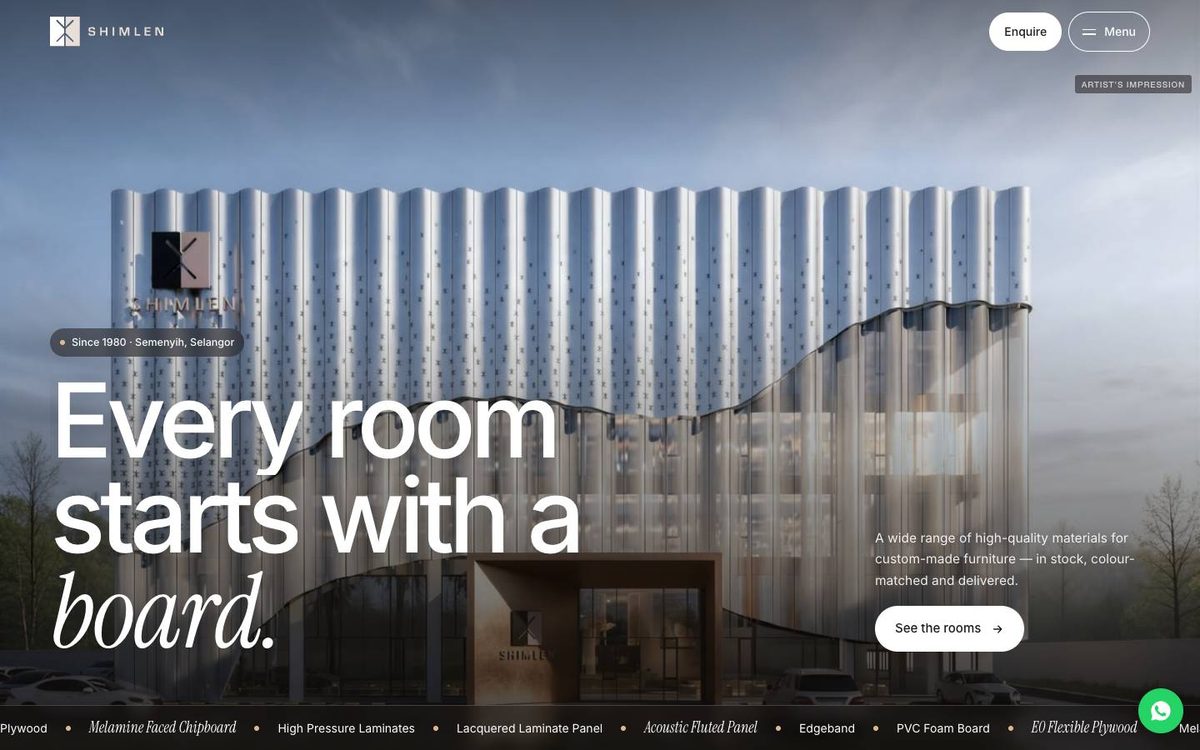 SHIMLEN
Enquire
Menu
ARTIST'S IMPRESSION
SHIMLEN
Since 1980 · Semenyih, Selangor
Every room
starts with a
board.
A wide range of high-quality materials for
custom-made furniture — in stock, colour-
matched and delivered.
See the rooms →
SHIMLEN
Plywood • Melamine Faced Chipboard • High Pressure Laminates • Lacquered Laminate Panel • Acoustic Fluted Panel • Edgeband • PVC Foam Board • E0 Flexible Plywood